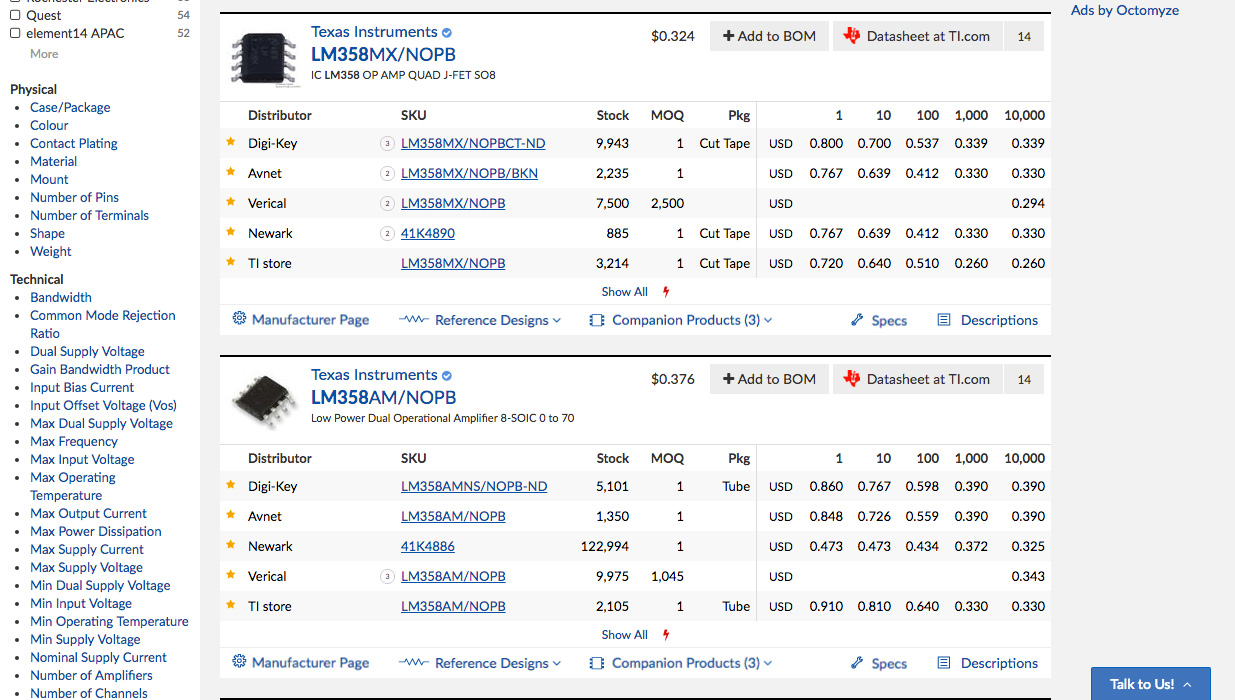 Quest 54
element14 APAC 52
More
Physical
Case/Package
Colour
Contact Plating
Material
Mount
Number of Pins
Number of Terminals
Shape
Weight
Technical
Bandwidth
Common Mode Rejection
Ratio
Dual Supply Voltage
Gain Bandwidth Product
Input Bias Current
Input Offset Voltage (Vos)
Max Dual Supply Voltage
Max Frequency
Max Input Voltage
Max Operating
Temperature
Max Output Current
Max Power Dissipation
Max Supply Current
Max Supply Voltage
Min Dual Supply Voltage
Min Input Voltage
Min Operating Temperature
Min Supply Voltage
Nominal Supply Current
Number of Amplifiers
Number of Channels
Texas Instruments
LM358MX/NOPB
IC LM358 OP AMP QUAD J-FET SO8
$0.324 Add to BOM Datasheet at TI.com 14
Distributor SKU Stock MOQ Pkg 1 10 100 1,000 10,000
Digi-Key 3 LM358MX/NOPBCT-ND 9,943 1 Cut Tape USD 0.800 0.700 0.537 0.339 0.339
Avnet 2 LM358MX/NOPB/BKN 2,235 1 USD 0.767 0.639 0.412 0.330 0.330
Verical 2 LM358MX/NOPB 7,500 2,500 USD 0.294
Newark 2 41K4890 885 1 Cut Tape USD 0.767 0.639 0.412 0.330 0.330
TI store LM358MX/NOPB 3,214 1 Cut Tape USD 0.720 0.640 0.510 0.260 0.260
Show All
Manufacturer Page Reference Designs Companion Products (3) Specs Descriptions
Texas Instruments
LM358AM/NOPB
Low Power Dual Operational Amplifier 8-SOIC 0 to 70
$0.376 Add to BOM Datasheet at TI.com 14
Distributor SKU Stock MOQ Pkg 1 10 100 1,000 10,000
Digi-Key LM358AMNS/NOPB-ND 5,101 1 Tube USD 0.860 0.767 0.598 0.390 0.390
Avnet LM358AM/NOPB 1,350 1 USD 0.848 0.726 0.559 0.390 0.390
Newark 41K4886 122,994 1 USD 0.473 0.473 0.434 0.372 0.325
Verical 3 LM358AM/NOPB 9,975 1,045 USD 0.343
TI store LM358AM/NOPB 2,105 1 Tube USD 0.910 0.810 0.640 0.330 0.330
Show All
Manufacturer Page Reference Designs Companion Products (3) Specs Descriptions
Ads by Octomyze
Talk to Us!